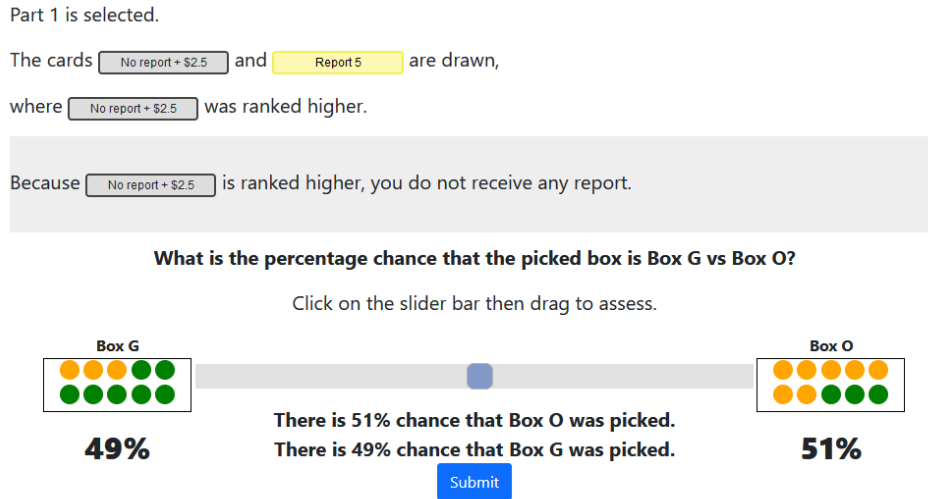 Part 1 is selected.
The cards No report + $2.5 and Report 5 are drawn,
where No report + $2.5 was ranked higher.
Because No report + $2.5 is ranked higher, you do not receive any report.
What is the percentage chance that the picked box is Box G vs Box O?
Click on the slider bar then drag to assess.
Box G
Box O
There is 51% chance that Box O was picked.
49%
There is 49% chance that Box G was picked.
51%
Submit